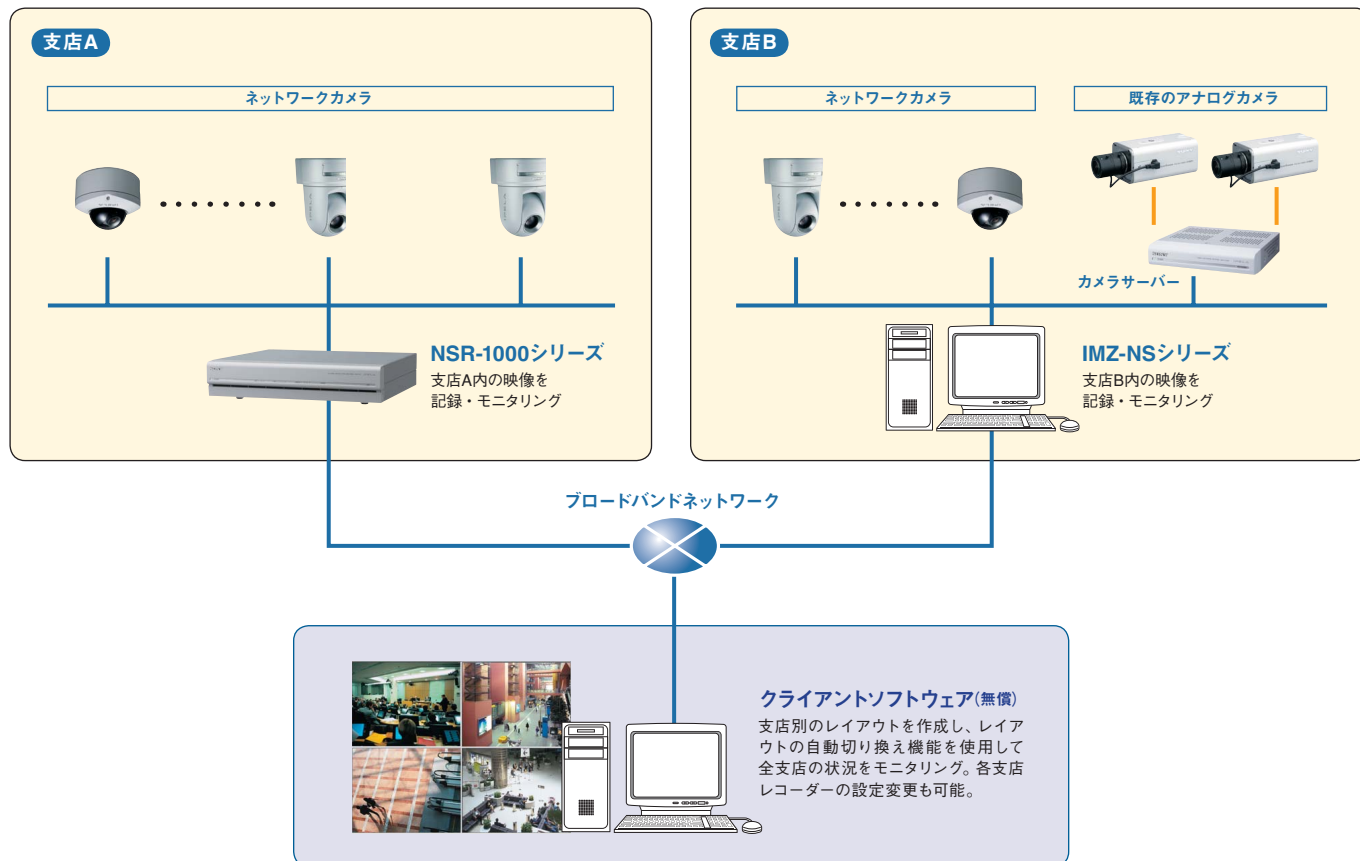 支店A
ネットワークカメラ
NSR-1000シリーズ
支店A内の映像を
記録・モニタリング
支店B
ネットワークカメラ
既存のアナログカメラ
カメラサーバー
IMZ-NSシリーズ
支店B内の映像を
記録・モニタリング
ブロードバンドネットワーク
クライアントソフトウェア(無償)
支店別のレイアウトを作成し、レイア
ウトの自動切り換え機能を使用して
全支店の状況をモニタリング。各支店
レコーダーの設定変更も可能。